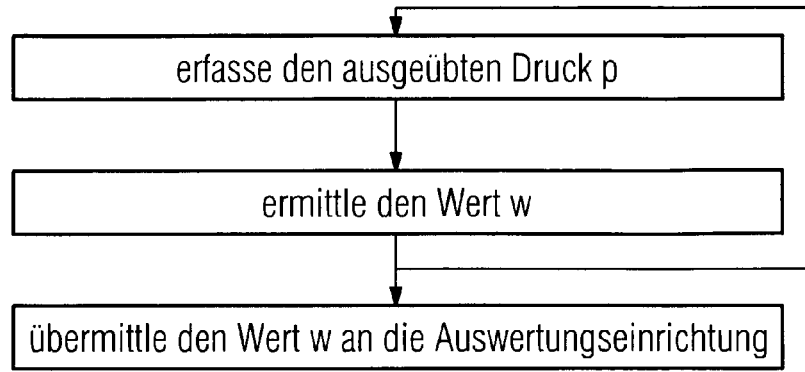 erfasse den ausgeübten Druck p
ermittle den Wert w
übermittle den Wert w an die Auswertungseinrichtung